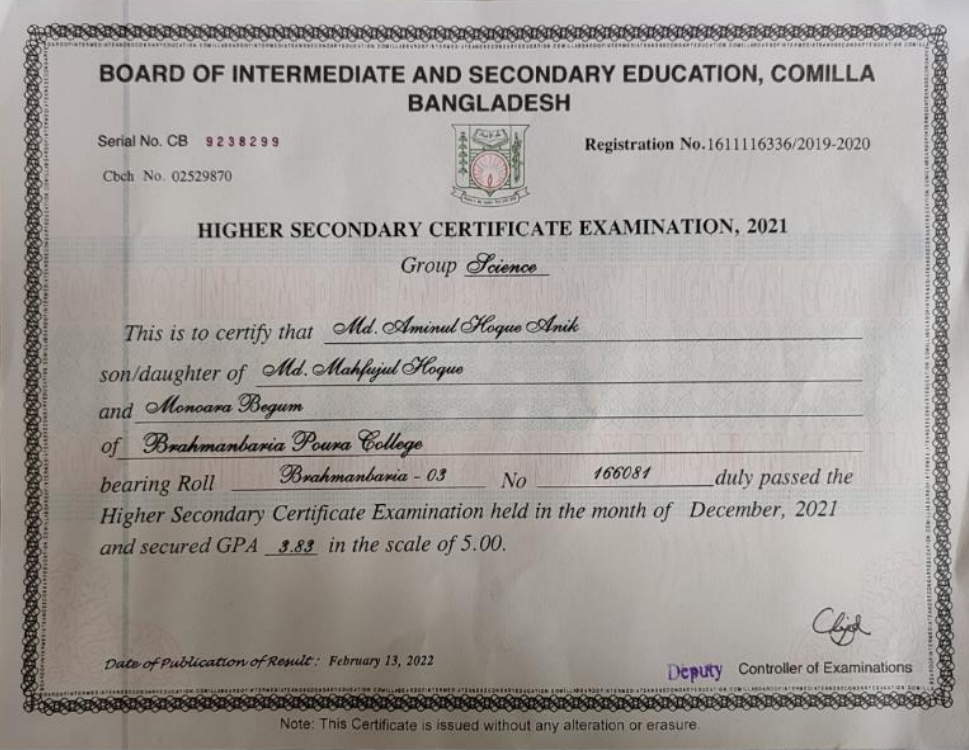 BOARD OF INTERMEDIATE AND SECONDARY EDUCATION, COMILLA
BANGLADESH
Serial No. CB 9238299
Registration No.1611116336/2019-2020
Cbch No. 02529870
HIGHER SECONDARY CERTIFICATE EXAMINATION, 2021
Group Science
This is to certify that Md. Aminul Hoque Anik
son/daughter of Md. Mahfujul Hoque
and Monoara Begum
of Brahmanbaria Poura College
bearing Roll Brahmanbaria - 03 No 166081 duly passed the
Higher Secondary Certificate Examination held in the month of December, 2021
and secured GPA 3.83 in the scale of 5.00.
Date of Publication of Result : February 13, 2022
Deputy Controller of Examinations
Note: This Certificate is issued without any alteration or erasure.